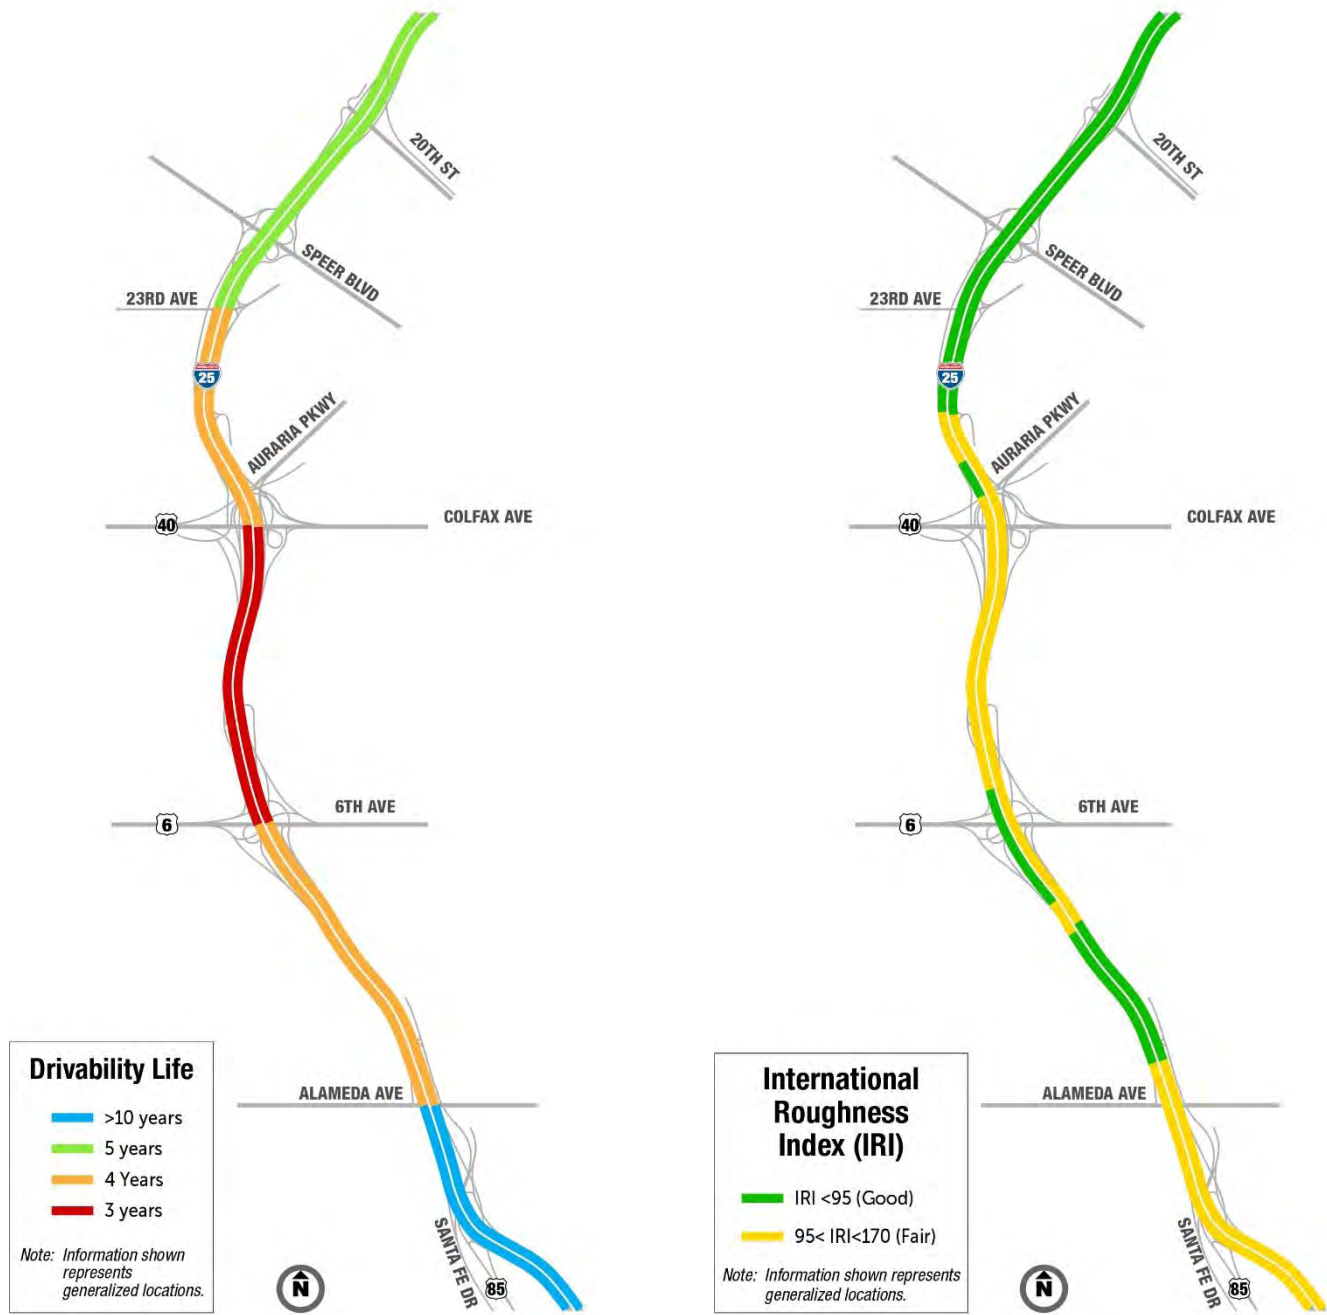 20TH ST
SPEER BLVD
23RD AVE
25
AURARIA PKWY
40
COLFAX AVE
6TH AVE
6
ALAMEDA AVE
SANTA FE DR
85
N
Drivability Life
>10 years
5 years
4 Years
3 years
Note: Information shown
represents
generalized locations.
20TH ST
SPEER BLVD
23RD AVE
25
AURARIA PKWY
40
COLFAX AVE
6TH AVE
6
ALAMEDA AVE
SANTA FE DR
85
N
International
Roughness
Index (IRI)
IRI <95 (Good)
95< IRI<170 (Fair)
Note: Information shown represents
generalized locations.